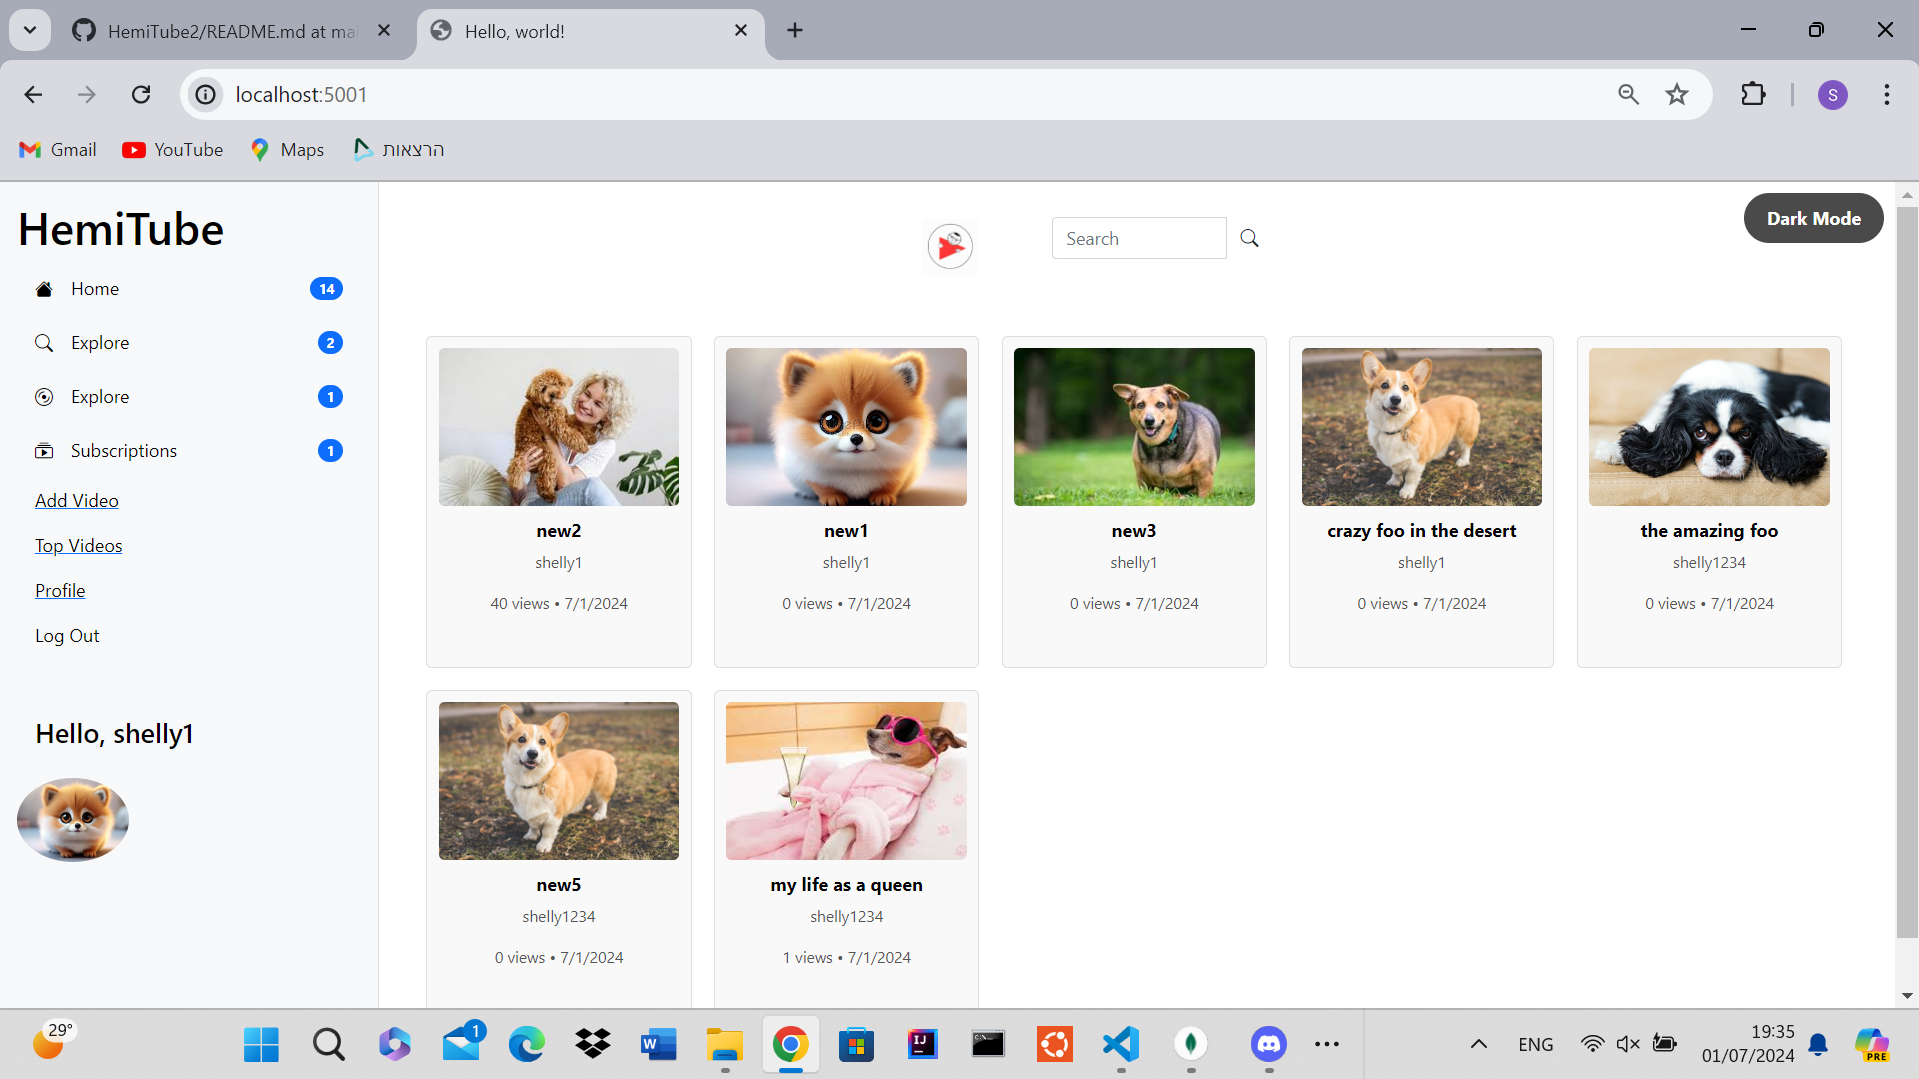 HemiTube2/README.md at mai
Hello, world!
localhost:5001
Gmail
YouTube
Maps
הרצאות
HemiTube
Home
14
Explore
2
Explore
1
Subscriptions
1
Add Video
Top Videos
Profile
Log Out
Hello, shelly1
Search
Dark Mode
new2
shelly1
40 views • 7/1/2024
new1
shelly1
0 views • 7/1/2024
new3
shelly1
0 views • 7/1/2024
crazy foo in the desert
shelly1
0 views • 7/1/2024
the amazing foo
shelly1234
0 views • 7/1/2024
new5
shelly1234
0 views • 7/1/2024
my life as a queen
shelly1234
1 views • 7/1/2024
S
29°
1
W
IJ
C:\
PRE
ENG
19:35
01/07/2024